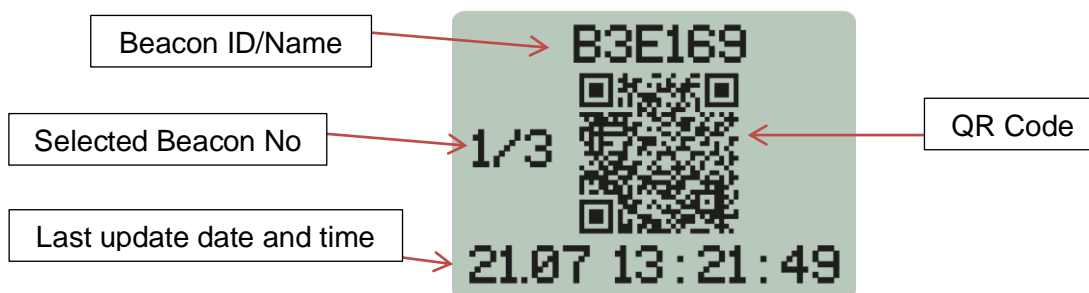 Beacon ID/Name
B3E169
Selected Beacon No
1/3
QR Code
Last update date and time
21.07 13:21:49